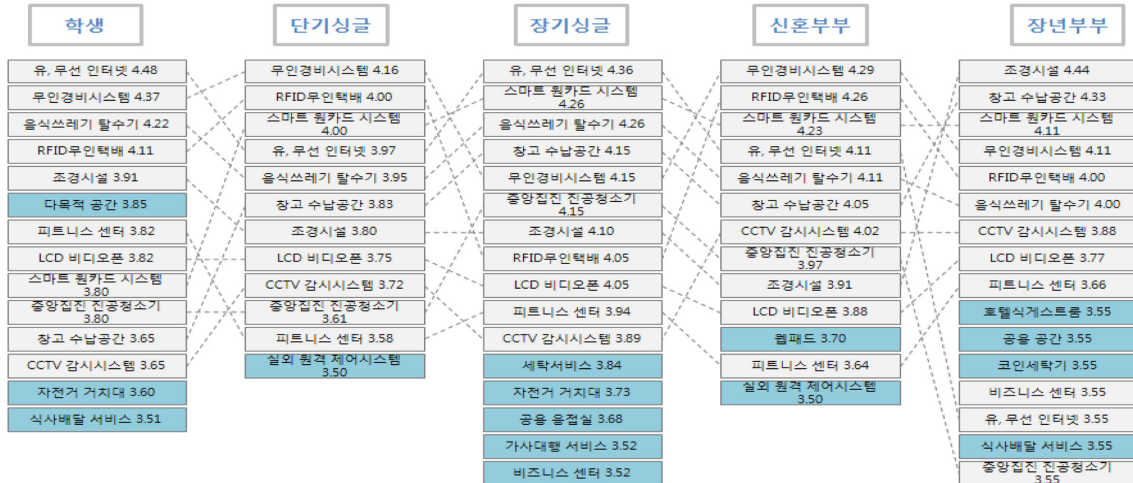 학생
유, 무선 인터넷 4.48
무인경비시스템 4.37
음식쓰레기 탈수기 4.22
RFID무인택배 4.11
조경시설 3.91
다목적 공간 3.85
피트니스 센터 3.82
LCD 비디오폰 3.82
스마트 원카드 시스템
3.80
중앙집진 진공청소기
3.80
창고 수납공간 3.65
CCTV 감시시스템 3.65
자전거 거치대 3.60
식사배달 서비스 3.51
단기싱글
무인경비시스템 4.16
RFID무인택배 4.00
스마트 원카드 시스템
4.00
유, 무선 인터넷 3.97
음식쓰레기 탈수기 3.95
창고 수납공간 3.83
조경시설 3.80
LCD 비디오폰 3.75
CCTV 감시시스템 3.72
중앙집진 진공청소기
3.61
피트니스 센터 3.58
실외 원격 제어시스템
3.50
장기싱글
유, 무선 인터넷 4.36
스마트 원카드 시스템
4.26
음식쓰레기 탈수기 4.26
창고 수납공간 4.15
무인경비시스템 4.15
중앙집진 진공청소기
4.15
조경시설 4.10
RFID무인택배 4.05
LCD 비디오폰 4.05
피트니스 센터 3.94
CCTV 감시시스템 3.89
세탁서비스 3.84
자전거 거치대 3.73
공용 응접실 3.68
가사대행 서비스 3.52
비즈니스 센터 3.52
신혼부부
무인경비시스템 4.29
RFID무인택배 4.26
스마트 원카드 시스템
4.23
유, 무선 인터넷 4.11
음식쓰레기 탈수기 4.11
창고 수납공간 4.05
CCTV 감시시스템 4.02
중앙집진 진공청소기
3.97
조경시설 3.91
LCD 비디오폰 3.88
웹패드 3.70
피트니스 센터 3.64
실외 원격 제어시스템
3.50
장년부부
조경시설 4.44
창고 수납공간 4.33
스마트 원카드 시스템
4.11
무인경비시스템 4.11
RFID무인택배 4.00
음식쓰레기 탈수기 4.00
CCTV 감시시스템 3.88
LCD 비디오폰 3.77
피트니스 센터 3.66
호텔식게스트룸 3.55
공용 공간 3.55
코인세탁기 3.55
비즈니스 센터 3.55
유, 무선 인터넷 3.55
식사배달 서비스 3.55
중앙집진 진공청소기
3.55